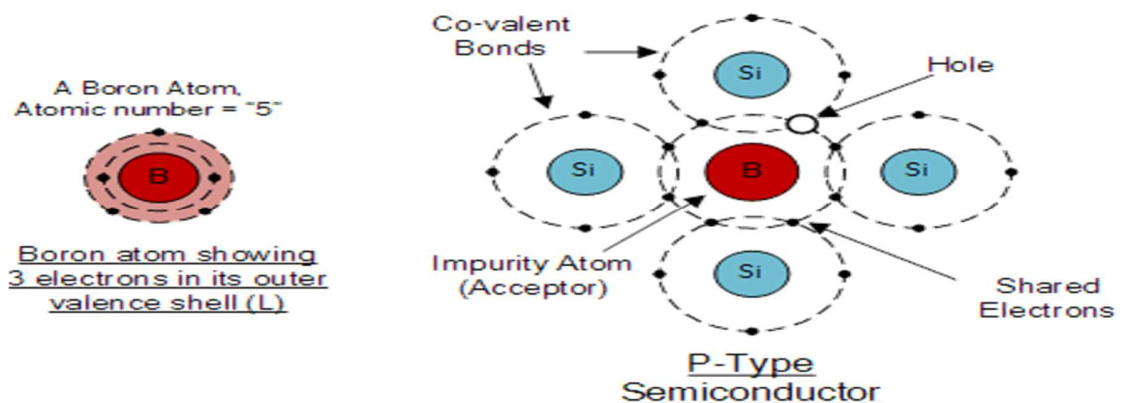 A Boron Atom,
Atomic number = "5"
B
Boron atom showing
3 electrons in its outer
valence shell (L)
Co-valent
Bonds
Si
Hole
Si
B
Si
Impurity Atom
(Acceptor)
Si
Shared
Electrons
P-Type
Semiconductor